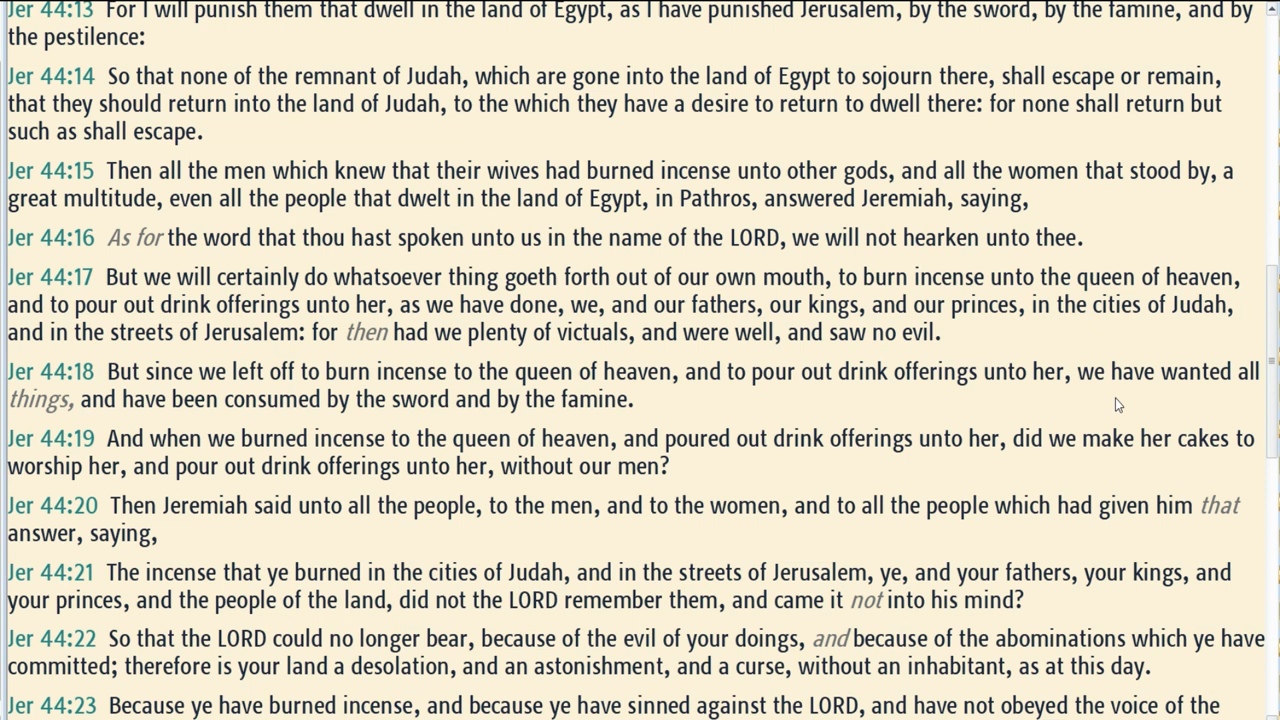 Jer 44:13 For I will punish them that dwell in the land of Egypt, as I have punished Jerusalem, by the sword, by the famine, and by
the pestilence:
Jer 44:14 So that none of the remnant of Judah, which are gone into the land of Egypt to sojourn there, shall escape or remain,
that they should return into the land of Judah, to the which they have a desire to return to dwell there: for none shall return but
such as shall escape.
Jer 44:15 Then all the men which knew that their wives had burned incense unto other gods, and all the women that stood by, a
great multitude, even all the people that dwelt in the land of Egypt, in Pathros, answered Jeremiah, saying,
Jer 44:16 As for the word that thou hast spoken unto us in the name of the LORD, we will not hearken unto thee.
Jer 44:17 But we will certainly do whatsoever thing goeth forth out of our own mouth, to burn incense unto the queen of heaven,
and to pour out drink offerings unto her, as we have done, we, and our fathers, our kings, and our princes, in the cities of Judah,
and in the streets of Jerusalem: for then had we plenty of victuals, and were well, and saw no evil.
Jer 44:18 But since we left off to burn incense to the queen of heaven, and to pour out drink offerings unto her, we have wanted all
things, and have been consumed by the sword and by the famine.
Jer 44:19 And when we burned incense to the queen of heaven, and poured out drink offerings unto her, did we make her cakes to
worship her, and pour out drink offerings unto her, without our men?
Jer 44:20 Then Jeremiah said unto all the people, to the men, and to the women, and to all the people which had given him that
answer, saying,
Jer 44:21 The incense that ye burned in the cities of Judah, and in the streets of Jerusalem, ye, and your fathers, your kings, and
your princes, and the people of the land, did not the LORD remember them, and came it not into his mind?
Jer 44:22 So that the LORD could no longer bear, because of the evil of your doings, and because of the abominations which ye have
committed; therefore is your land a desolation, and an astonishment, and a curse, without an inhabitant, as at this day.
Jer 44:23 Because ye have burned incense, and because ye have sinned against the LORD, and have not obeyed the voice of the